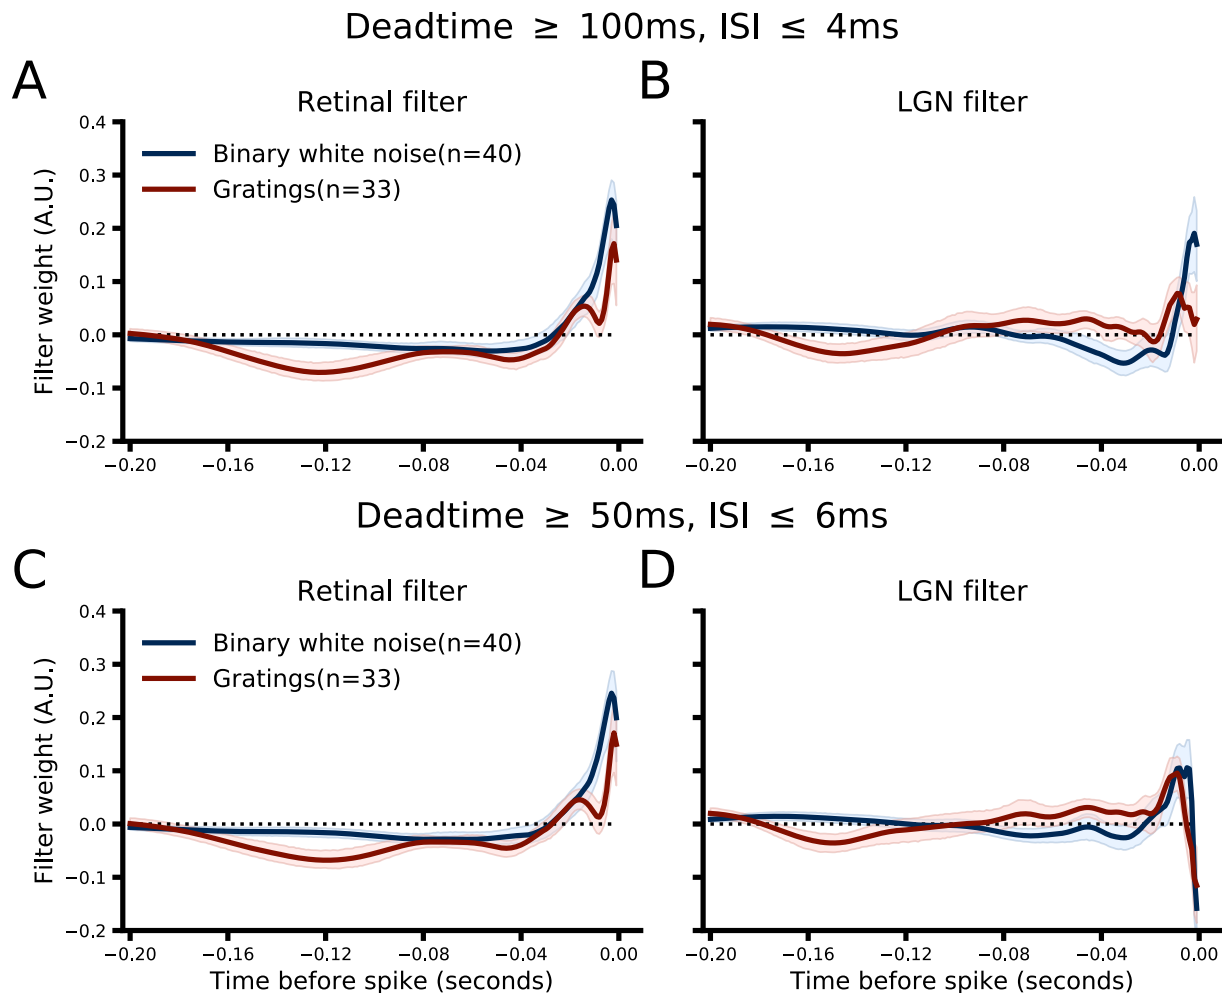 Deadtime ≥ 100ms, ISI ≤ 4ms
A
Retinal filter
B
LGN filter
Filter weight (A.U.)
0.4
0.3
0.2
0.1
0.0
−0.1
−0.2
Binary white noise(n=40)
Gratings(n=33)
−0.20
−0.16
−0.12
−0.08
−0.04
0.00
−0.20
−0.16
−0.12
−0.08
−0.04
0.00
Deadtime ≥ 50ms, ISI ≤ 6ms
C
Retinal filter
D
LGN filter
Filter weight (A.U.)
0.4
0.3
0.2
0.1
0.0
−0.1
−0.2
Binary white noise(n=40)
Gratings(n=33)
−0.20
−0.16
−0.12
−0.08
−0.04
0.00
Time before spike (seconds)
−0.20
−0.16
−0.12
−0.08
−0.04
0.00
Time before spike (seconds)